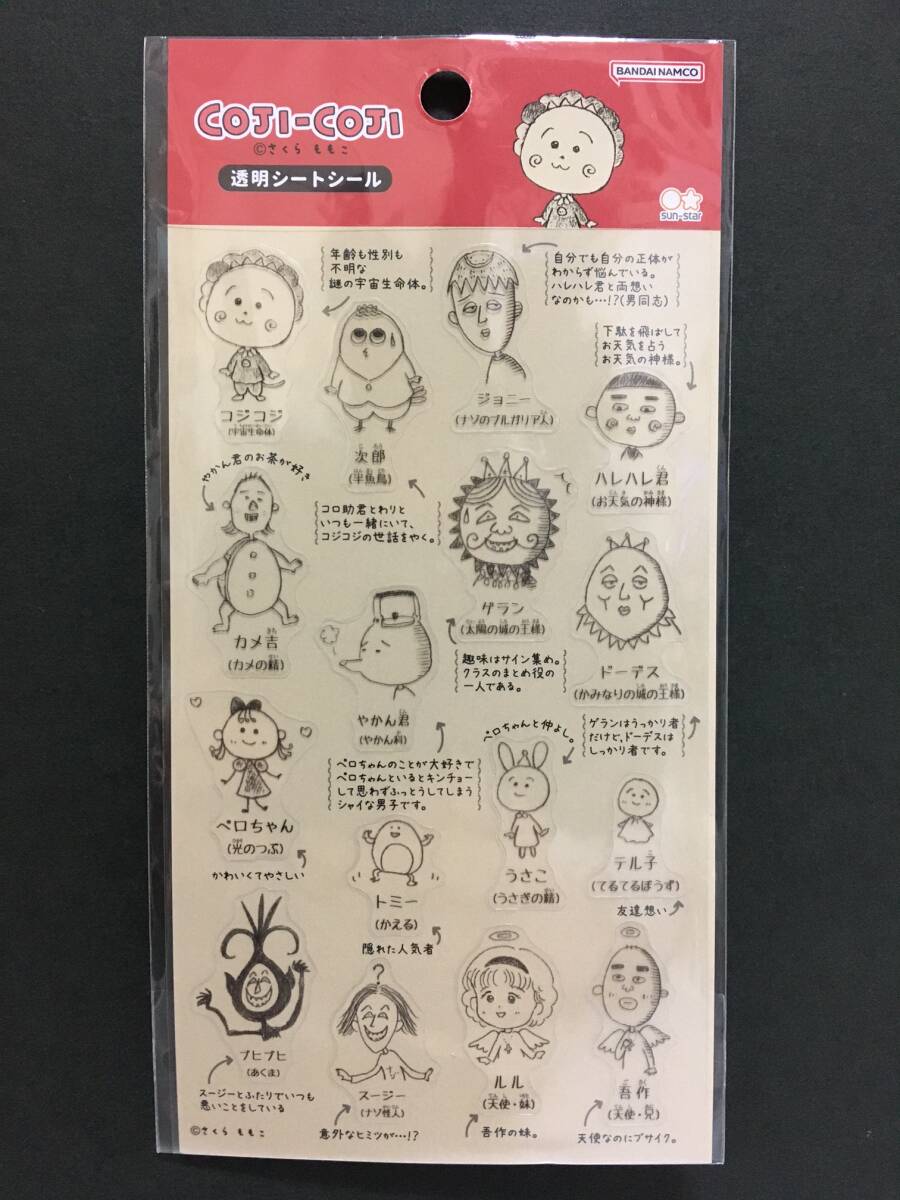 BANDAI NAMCO
COJI-COJI
©さくらももこ
透明シートシール
sun-star
年齢も性別も
不明な
謎の宇宙生命体。
自分でも自分の正体が
わからず悩んでいる。
ハレハレ君と両想い
なのかも…!?(男同志)
下駄を飛ばして
お天気を占う
お天気の神様。
コジコジ
(宇宙生命体)
次郎
(半魚鳥)
ジョニー
(ナゾのブルガリア人)
ハレハレ君
(お天気の神様)
やかん君のお茶が好き
コロ助君とわりと
いつも一緒にいて、
コジコジの世話をやく。
カメ吉
(カメの精)
やかん君
(やかん科)
ゲラン
(太陽の城の王様)
趣味はサイン集め。
クラスのまとめ役の
一人である。
ドーデス
(かみなりの城の王様)
ゲランはうっかり者
だけど、ドーデスは
しっかり者です。
ペロちゃんのことが大好きで
ペロちゃんといるとキンチョー
して思わずふっとうしてしまう
シャイな男子です。
ペロちゃんと仲よし。
ペロちゃん
(光のつぶ)
かわいくてやさしい
トミー
(かえる)
隠れた人気者
うさこ
(うさぎの精)
テル子
(てるてるぼうず)
友達想い
ブヒブヒ
(あくま)
スージーとふたりでいつも
悪いことをしている
スージー
(ナゾ怪人)
意外なヒミツが…!?
ルル
(天使・妹)
吾作の妹。
吾作
(天使・兄)
天使なのにブサイク。
©さくらももこ